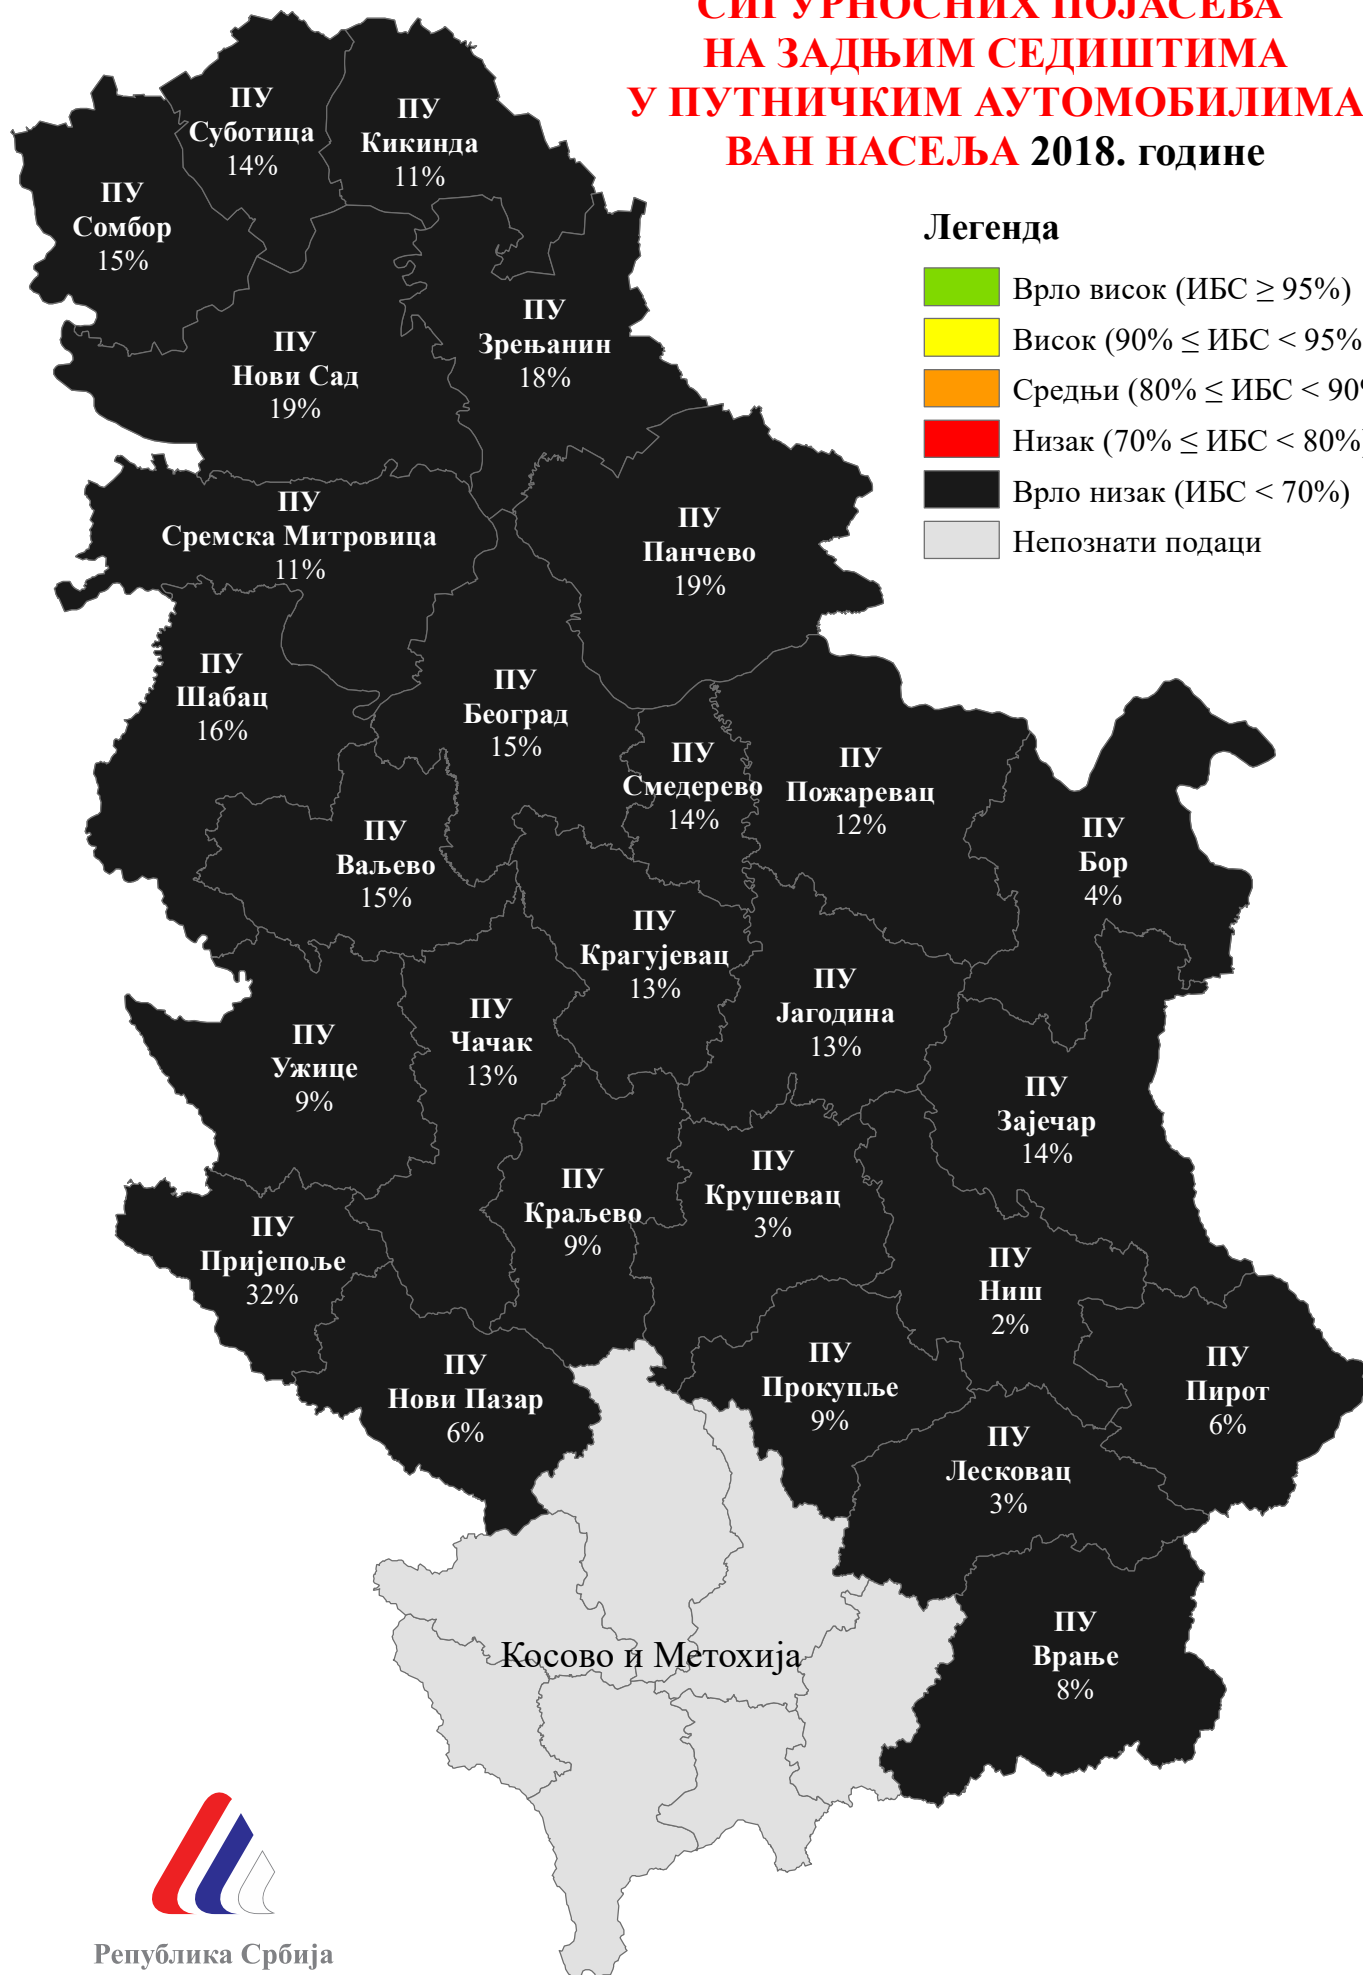 СИГУРНОСНИХ ПОЈАСЕВА
НА ЗАДЊИМ СЕДИШТИМА
У ПУТНИЧКИМ АУТОМОБИЛИМА
ВАН НАСЕЉА 2018. године
Легенда
Врло висок (ИБС ≥ 95%)
Висок (90% ≤ ИБС < 95%
Средњи (80% ≤ ИБС < 90%
Низак (70% ≤ ИБС < 80%)
Врло низак (ИБС < 70%)
Непознати подаци
ПУ
Суботица
14%
ПУ
Кикинда
11%
ПУ
Сомбор
15%
ПУ
Зрењанин
18%
ПУ
Нови Сад
19%
ПУ
Сремска Митровица
11%
ПУ
Панчево
19%
ПУ
Шабац
16%
ПУ
Београд
15%
ПУ
Смедерево
14%
ПУ
Пожаревац
12%
ПУ
Бор
4%
ПУ
Ваљево
15%
ПУ
Крагујевац
13%
ПУ
Јагодина
13%
ПУ
Чачак
13%
ПУ
Ужице
9%
ПУ
Зајечар
14%
ПУ
Крушевац
3%
ПУ
Краљево
9%
ПУ
Пријепоље
32%
ПУ
Ниш
2%
ПУ
Прокупље
9%
ПУ
Пирот
6%
ПУ
Нови Пазар
6%
ПУ
Лесковац
3%
ПУ
Врање
8%
Косово и Метохија
Република Србија